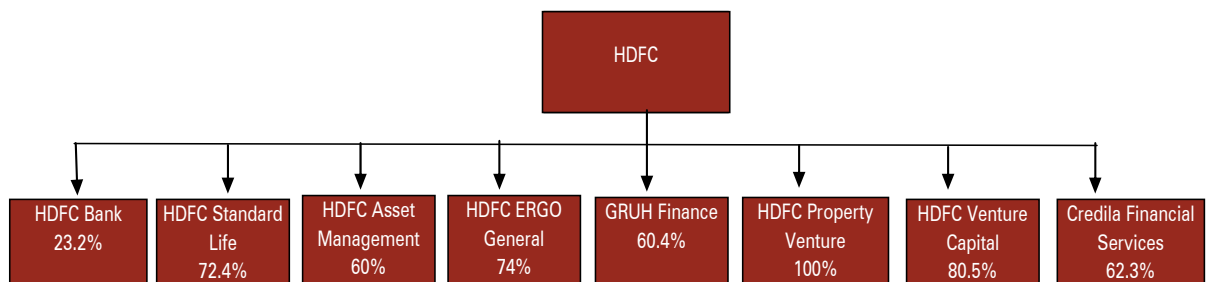 HDFC
HDFC Bank
23.2%
HDFC Standard
Life
72.4%
HDFC Asset
Management
60%
HDFC ERGO
General
74%
GRUH Finance
60.4%
HDFC Property
Venture
100%
HDFC Venture
Capital
80.5%
Credila Financial
Services
62.3%